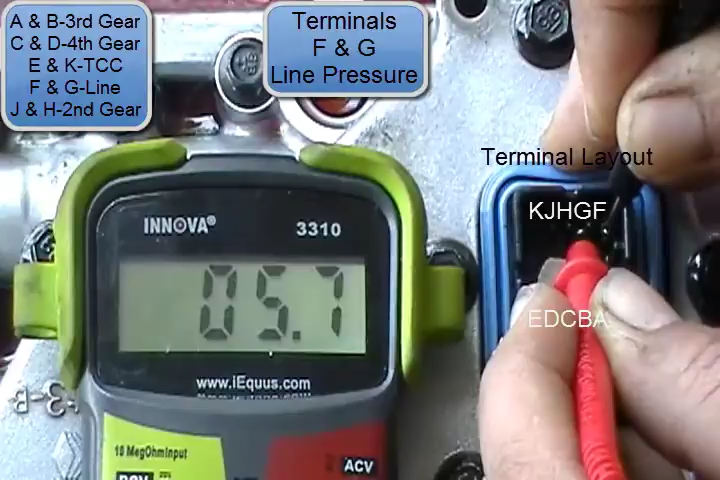 A & B-3rd Gear
C & D-4th Gear
E & K-TCC
F & G-Line
J & H-2nd Gear
Terminals
F & G
Line Pressure
Terminal Layout
KJHGF
EDCBA
INNOVA® 3310
05.7
www.iEquus.com
10 MegOhmInput
DCV
ACV